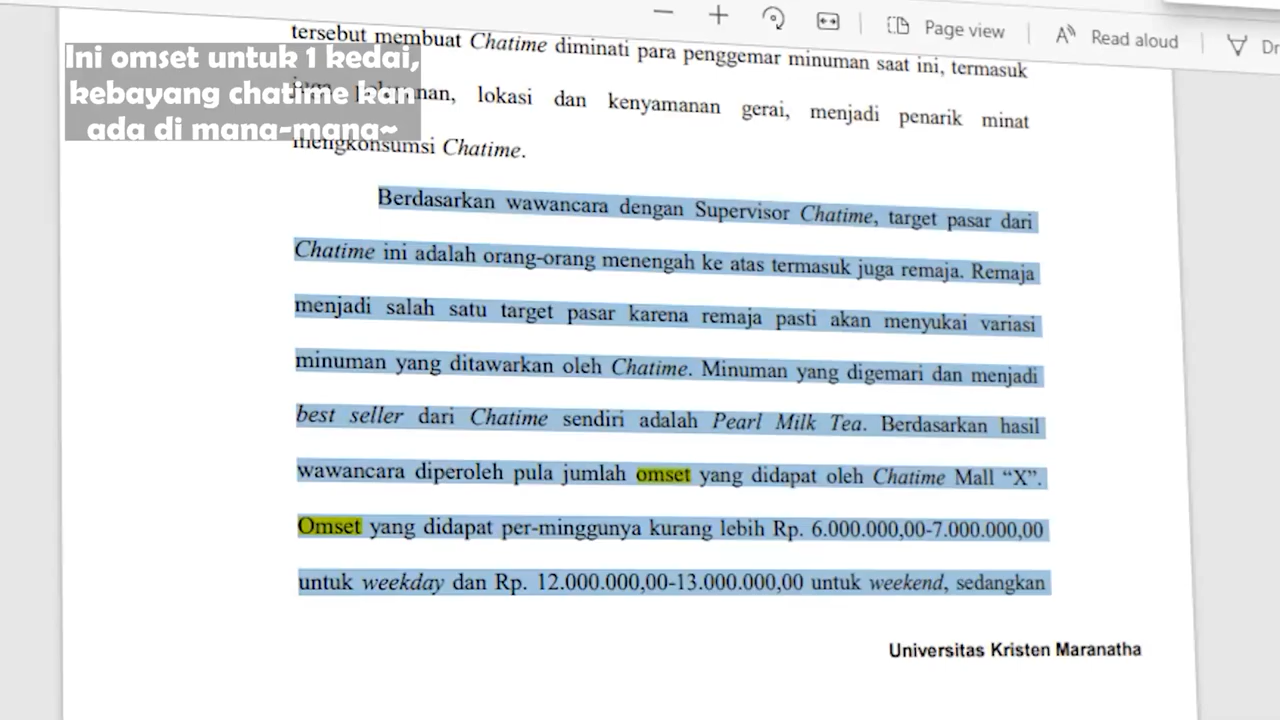 Page view
Read aloud
Ini omset untuk 1 kedai,
kebayang chatime kan
ada di mana-mana~
tersebut membuat Chatime diminati para penggemar minuman saat ini, termasuk
lokasi dan kenyamanan gerai, menjadi penarik minat
mengkonsumsi Chatime.
Berdasarkan wawancara dengan Supervisor Chatime, target pasar dari
Chatime ini adalah orang-orang menengah ke atas termasuk juga remaja. Remaja
menjadi salah satu target pasar karena remaja pasti akan menyukai variasi
minuman yang ditawarkan oleh Chatime. Minuman yang digemari dan menjadi
best seller dari Chatime sendiri adalah Pearl Milk Tea. Berdasarkan hasil
wawancara diperoleh pula jumlah omset yang didapat oleh Chatime Mall “X”.
Omset yang didapat per-minggunya kurang lebih Rp. 6.000.000,00-7.000.000,00
untuk weekday dan Rp. 12.000.000,00-13.000.000,00 untuk weekend, sedangkan
Universitas Kristen Maranatha